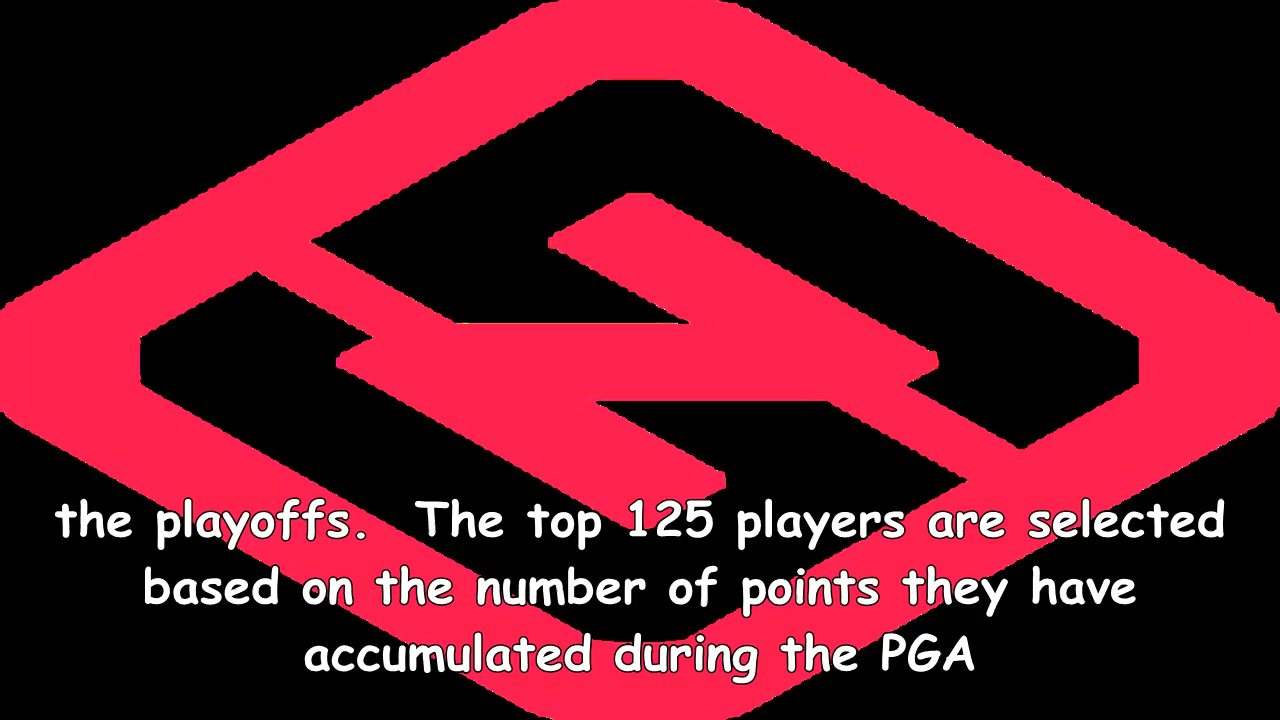 the playoffs.  The top 125 players are selected
based on the number of points they have
accumulated during the PGA